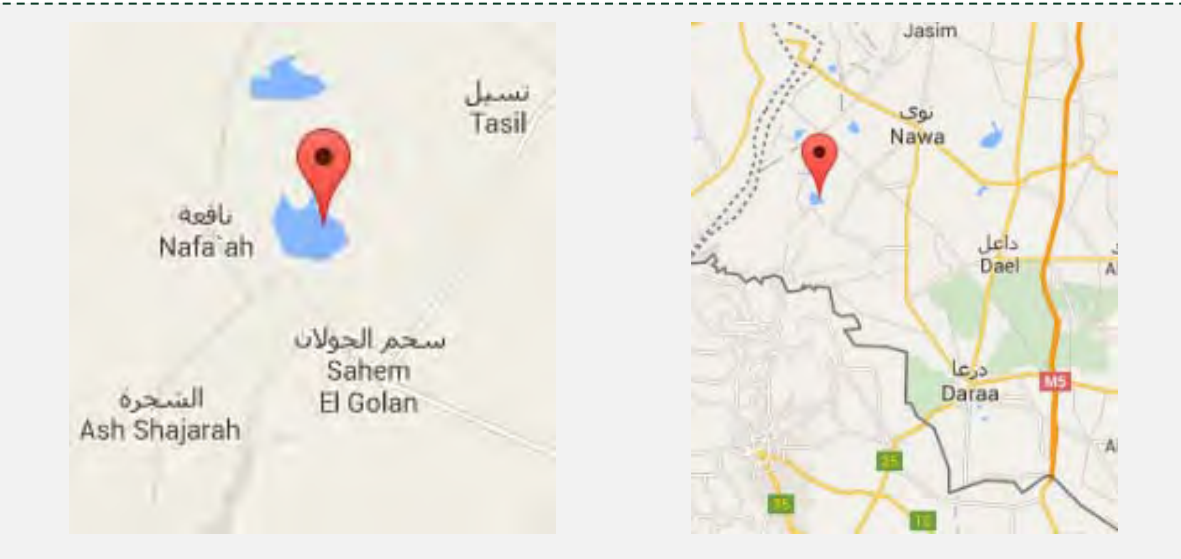 تسيل
Tasil
نافعة
Nafa`ah
سحم الجولان
Sahem
El Golan
الشجرة
Ash Shajarah
Jasim
نوى
Nawa
داعل
Dael
A
درعا
Daraa
M5
A
25
35
10